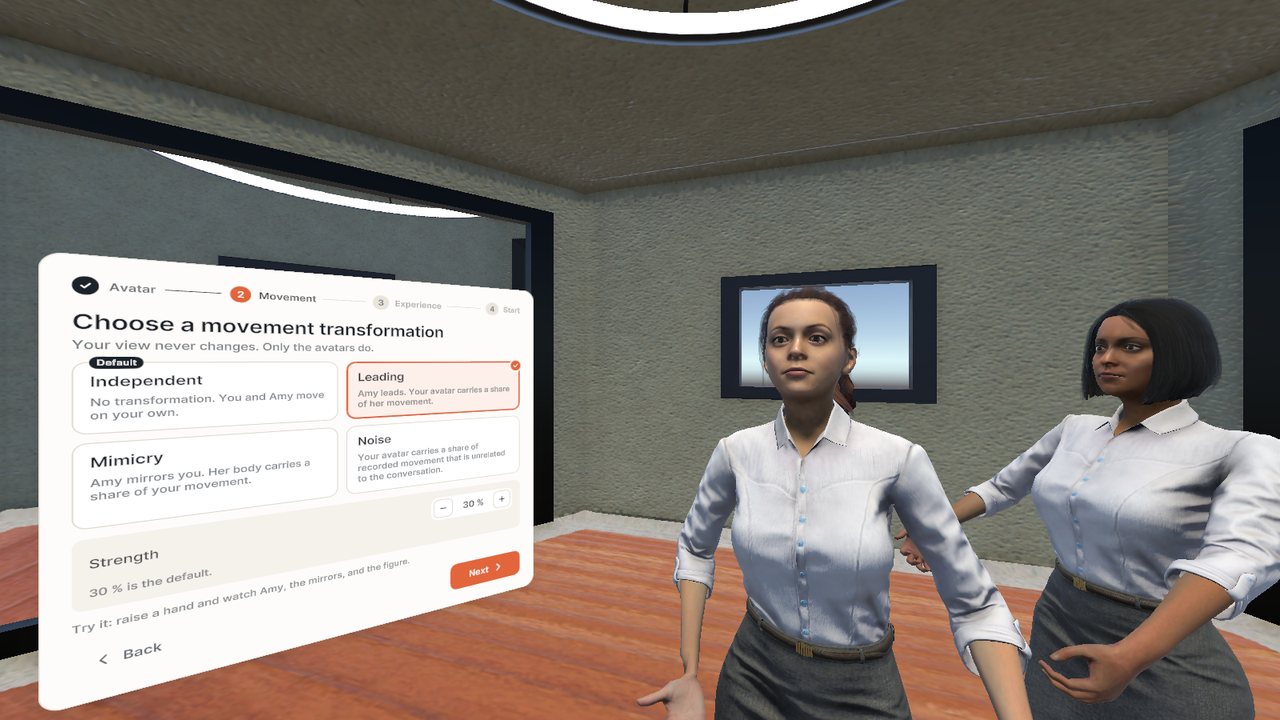 Avatar
2 Movement
3 Experience
4 Start
Choose a movement transformation
Your view never changes. Only the avatars do.
Default
Independent
No transformation. You and Amy move
on your own.
Leading
Amy leads. Your avatar carries a share
of her movement.
Mimicry
Amy mirrors you. Her body carries a
share of your movement.
Noise
Your avatar carries a share of
recorded movement that is unrelated
to the conversation.
Strength
30 % is the default.
− 30 % +
Try it: raise a hand and watch Amy, the mirrors, and the figure.
Next >
< Back